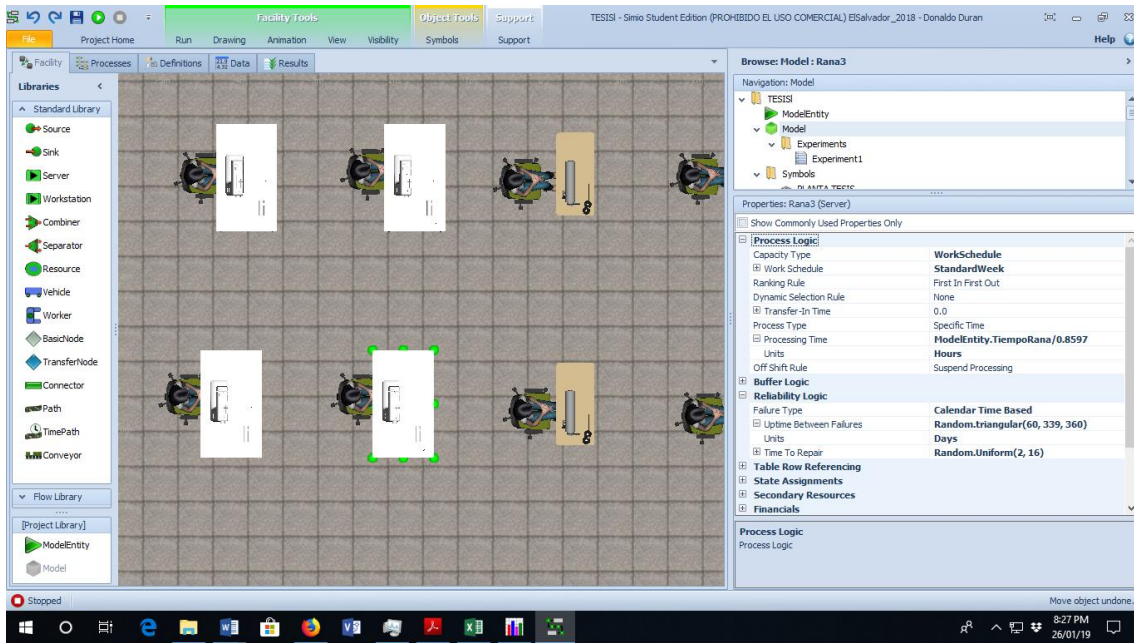 Facility Tools
Object Tools
Support
TESISI - Simio Student Edition (PROHIBIDO EL USO COMERCIAL) ElSalvador_2018 - Donaldo Duran
File
Project Home
Run
Drawing
Animation
View
Visibility
Symbols
Support
Help
Facility
Processes
Definitions
Data
Results
Browse: Model : Rana3
Libraries
Navigation: Model
Standard Library
TESISI
ModelEntity
Model
Experiments
Experiment1
Symbols
PLANTA TESIS
Source
Sink
Server
Workstation
Combiner
Separator
Resource
Vehicle
Worker
BasicNode
TransferNode
Connector
Path
TimePath
Conveyor
Flow Library
[Project Library]
ModelEntity
Model
Properties: Rana3 (Server)
Show Commonly Used Properties Only
Process Logic
Capacity Type WorkSchedule
Work Schedule StandardWeek
Ranking Rule First In First Out
Dynamic Selection Rule None
Transfer-In Time 0.0
Process Type Specific Time
Processing Time ModelEntity.TiempoRana/0.8597
Units Hours
Off Shift Rule Suspend Processing
Buffer Logic
Reliability Logic
Failure Type Calendar Time Based
Uptime Between Failures Random.triangular(60, 339, 360)
Units Days
Time To Repair Random.Uniform(2, 16)
Table Row Referencing
State Assignments
Secondary Resources
Financials
Process Logic
Process Logic
Stopped
Move object undone.
8:27 PM
26/01/19